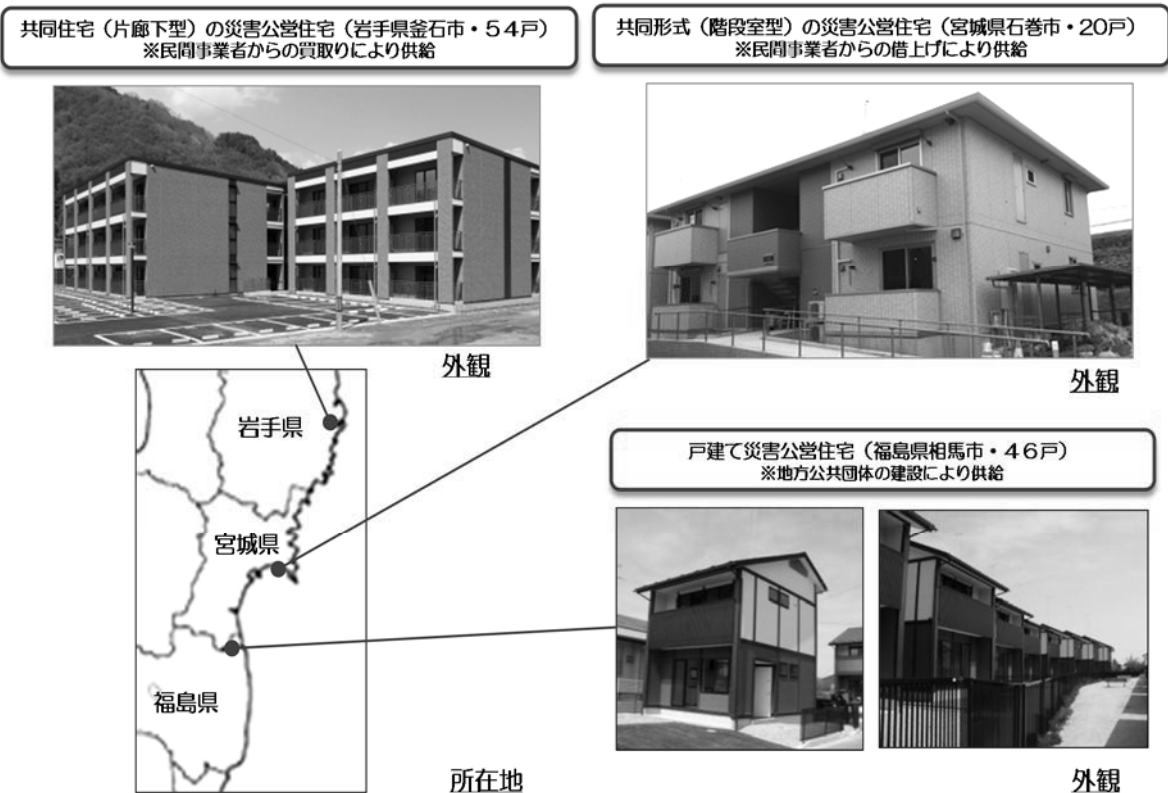 共同住宅（片廊下型）の災害公営住宅（岩手県釜石市・５４戸）
※民間事業者からの買取りにより供給
共同形式（階段室型）の災害公営住宅（宮城県石巻市・20戸）
※民間事業者からの借上げにより供給
外観
外観
岩手県
宮城県
福島県
所在地
戸建て災害公営住宅（福島県相馬市・４６戸）
※地方公共団体の建設により供給
外観